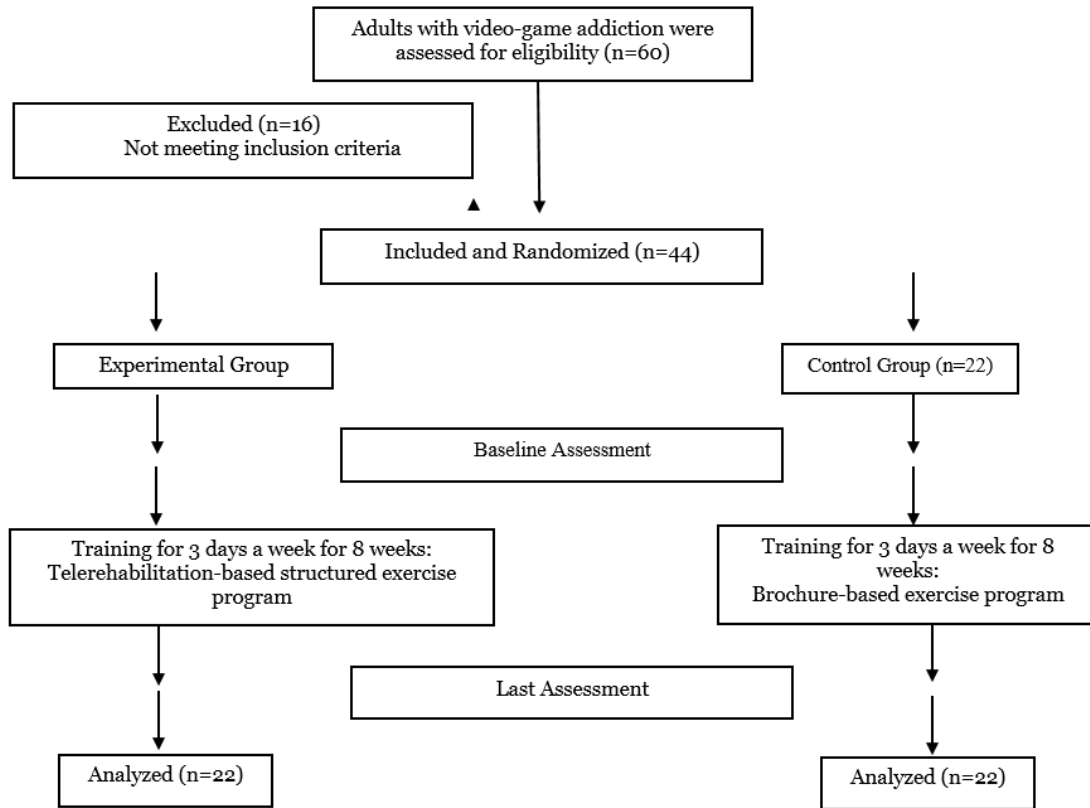 Adults with video-game addiction were
assessed for eligibility (n=60)
Excluded (n=16)
Not meeting inclusion criteria
Included and Randomized (n=44)
Experimental Group
Control Group (n=22)
Baseline Assessment
Training for 3 days a week for 8 weeks:
Telerehabilitation-based structured exercise
program
Training for 3 days a week for 8
weeks:
Brochure-based exercise program
Last Assessment
Analyzed (n=22)
Analyzed (n=22)